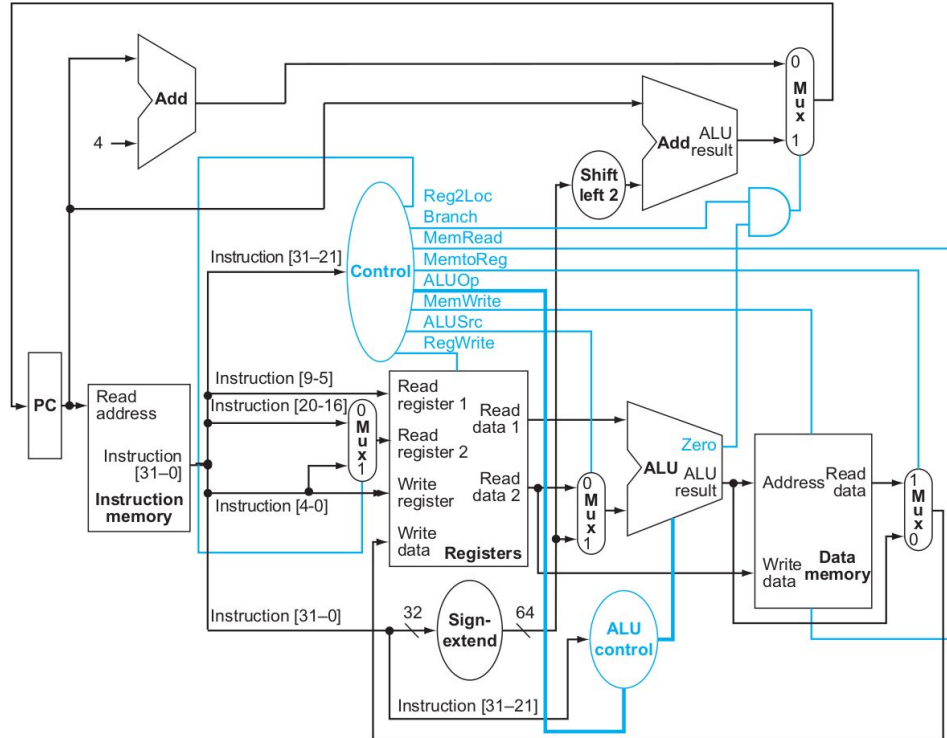 Add
4
Add
ALU
result
0
Mux
1
Shift
left 2
Reg2Loc
Branch
MemRead
MemtoReg
ALUOp
MemWrite
ALUSrc
RegWrite
Control
Instruction [31–21]
PC
Read
address
Instruction
[31–0]
Instruction
memory
Instruction [9-5]
Instruction [20-16]
Instruction [4-0]
0
Mux
1
Read
register 1
Read
register 2
Write
register
Write
data
Read
data 1
Read
data 2
Registers
0
Mux
1
Zero
ALU
ALU
result
Address
Read
data
Write
data
Data
memory
1
Mux
0
Instruction [31–0]
32
Sign-
extend
64
ALU
control
Instruction [31–21]